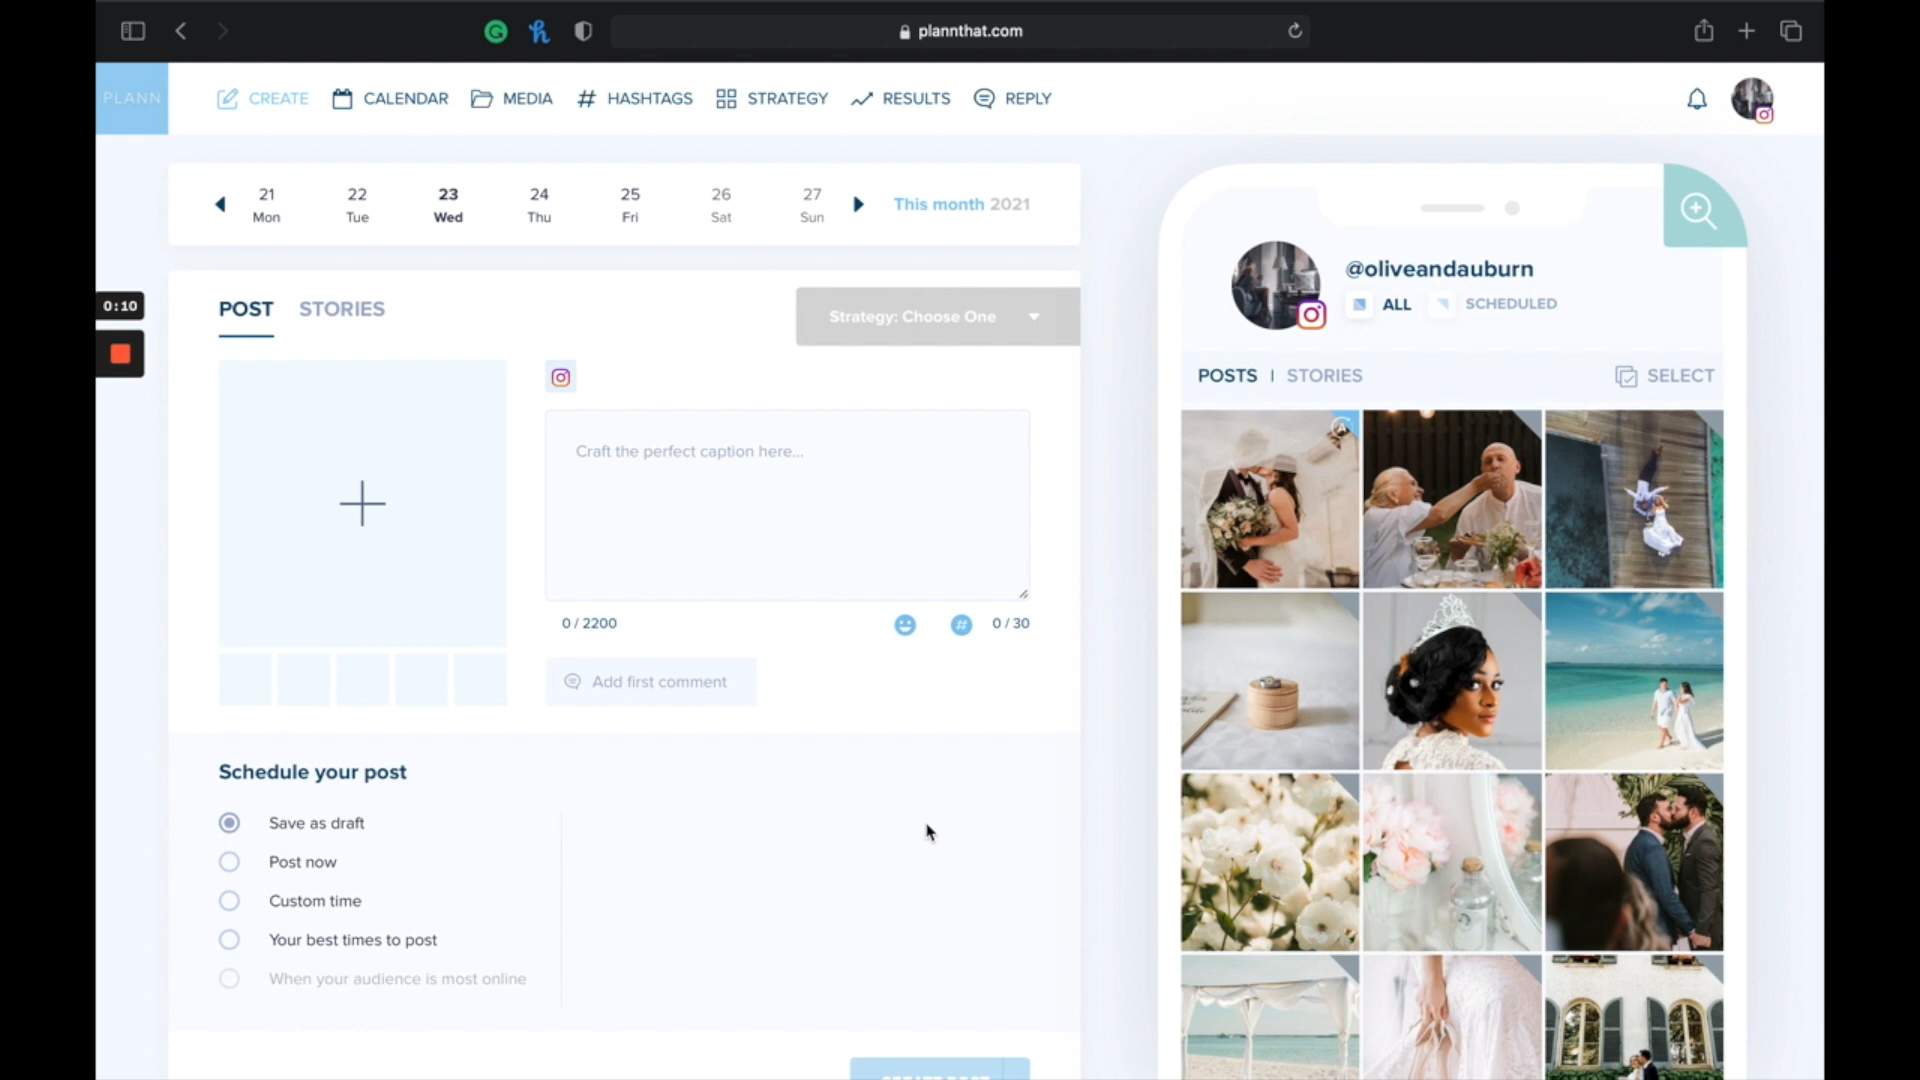 plannthat.com
PLANN
CREATE
CALENDAR
MEDIA
# HASHTAGS
STRATEGY
RESULTS
REPLY
21 22 23 24 25 26 27
Mon Tue Wed Thu Fri Sat Sun
This month 2021
0:10
POST
STORIES
Strategy: Choose One
Craft the perfect caption here...
0 / 2200
#
0 / 30
Add first comment
Schedule your post
Save as draft
Post now
Custom time
Your best times to post
When your audience is most online
@oliveandauburn
ALL
SCHEDULED
POSTS | STORIES
SELECT